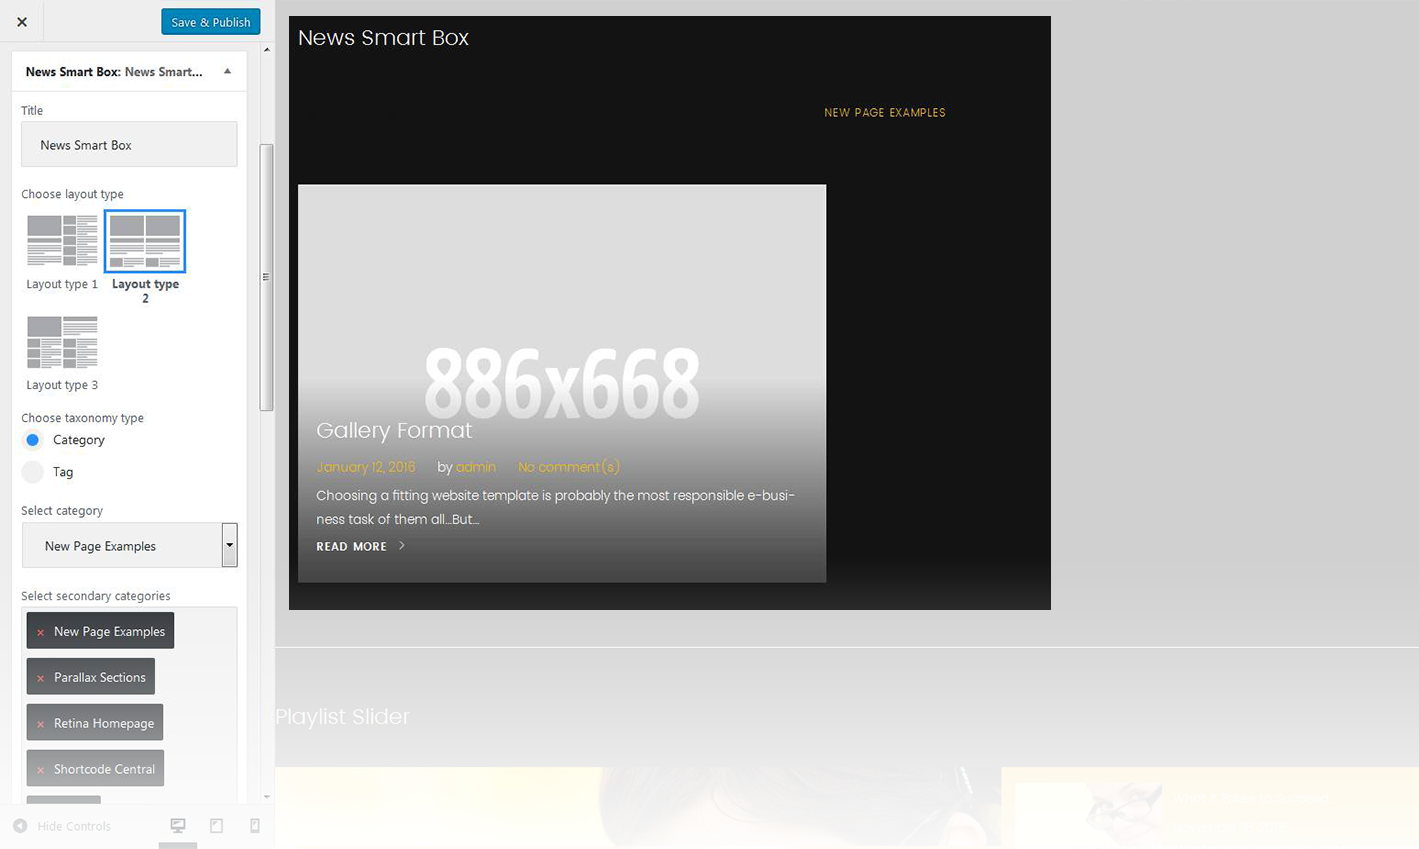 Save & Publish
News Smart Box: News Smart...
Title
News Smart Box
Choose layout type
Layout type 1
Layout type
2
Layout type 3
Choose taxonomy type
Category
Tag
Select category
New Page Examples
Select secondary categories
× New Page Examples
× Parallax Sections
× Retina Homepage
× Shortcode Central
Hide Controls
News Smart Box
NEW PAGE EXAMPLES
886x668
Gallery Format
January 12, 2016 by admin No comment(s)
Choosing a fitting website template is probably the most responsible e-busi-
ness task of them all...But...
READ MORE
Playlist Slider